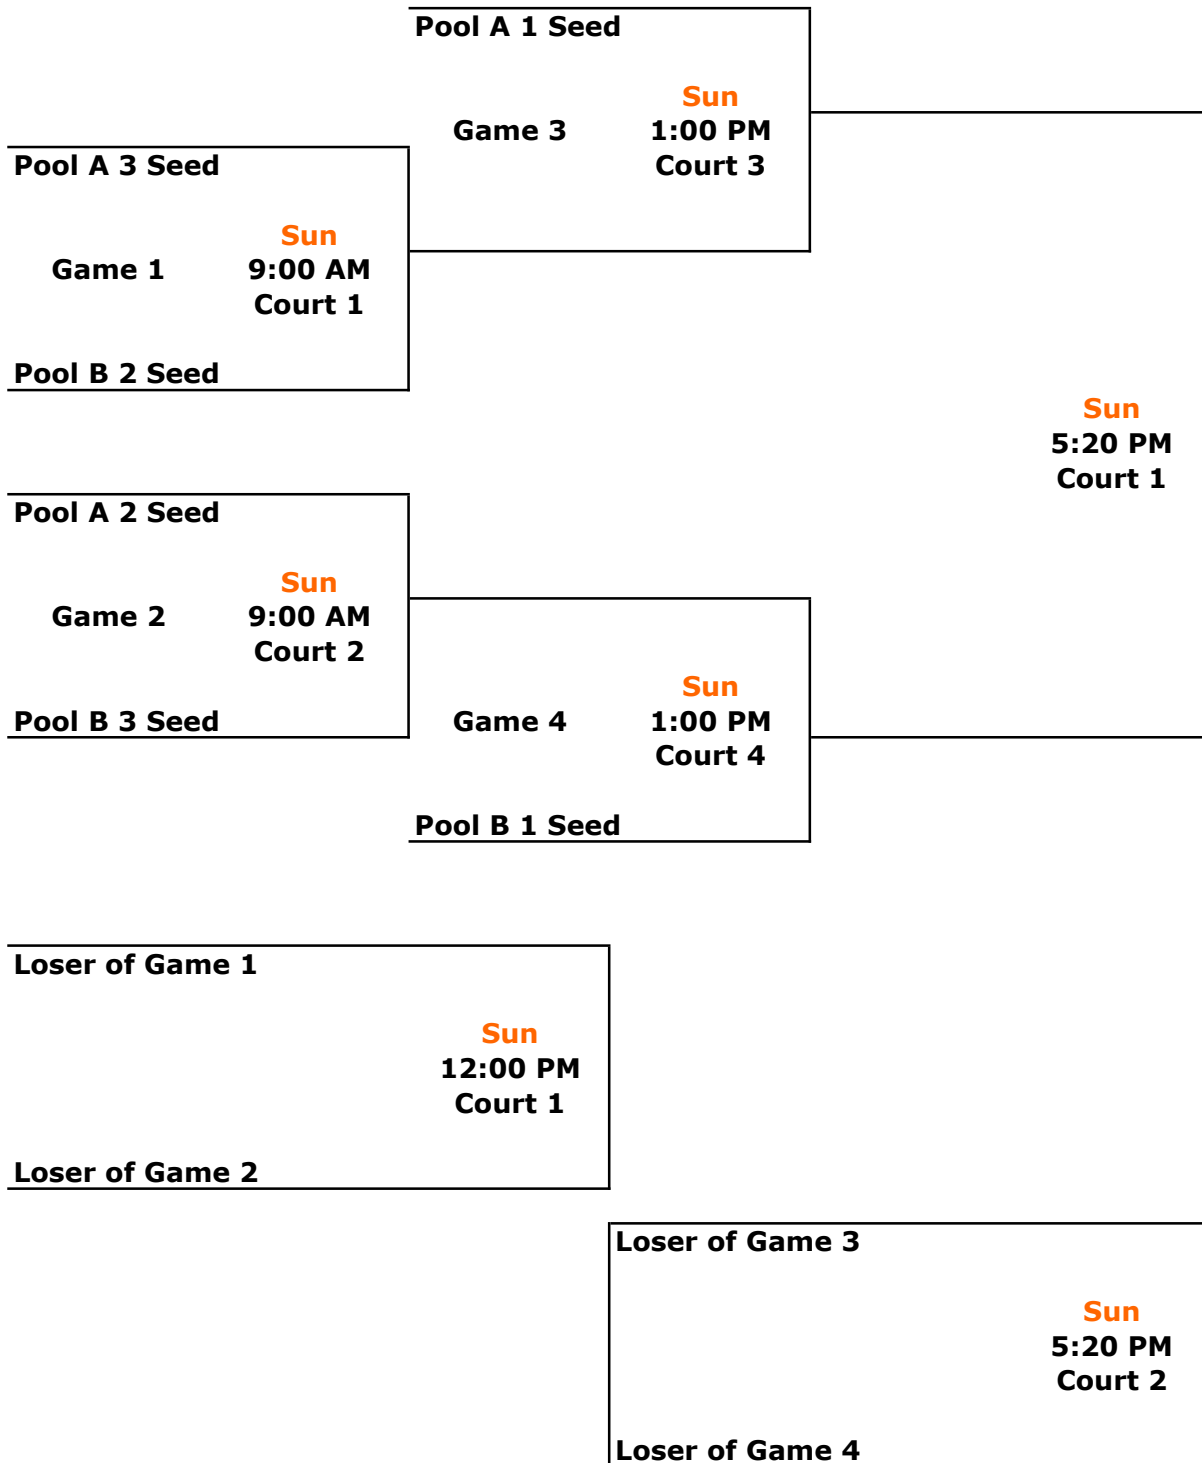 Pool A 1 Seed
Sun
Game 3 1:00 PM
Court 3
Pool A 3 Seed
Sun
Game 1 9:00 AM
Court 1
Pool B 2 Seed
Sun
5:20 PM
Court 1
Pool A 2 Seed
Sun
Game 2 9:00 AM
Court 2
Pool B 3 Seed
Sun
Game 4 1:00 PM
Court 4
Pool B 1 Seed
Loser of Game 1
Sun
12:00 PM
Court 1
Loser of Game 2
Loser of Game 3
Sun
5:20 PM
Court 2
Loser of Game 4